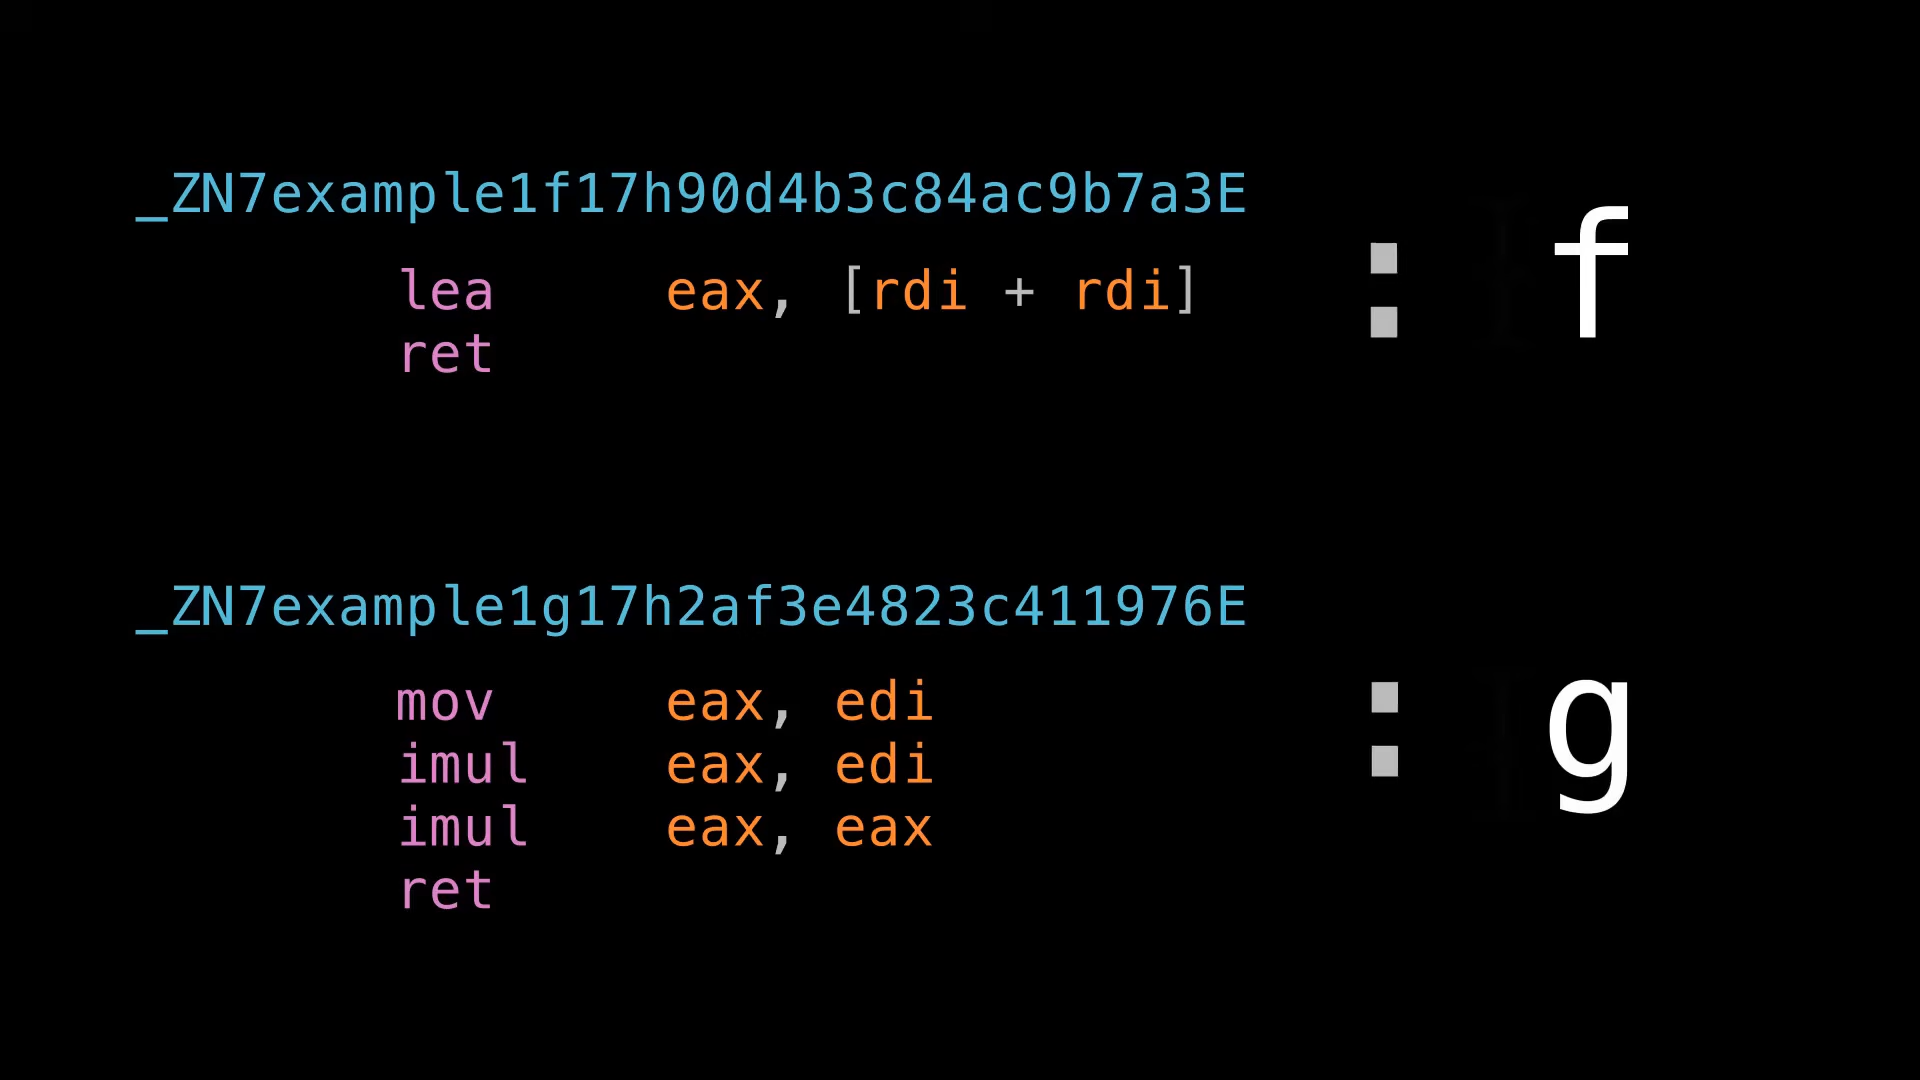 _ZN7example1f17h90d4b3c84ac9b7a3E
lea eax, [rdi + rdi]
ret
: f
_ZN7example1g17h2af3e4823c411976E
mov eax, edi
imul eax, edi
imul eax, eax
ret
: g